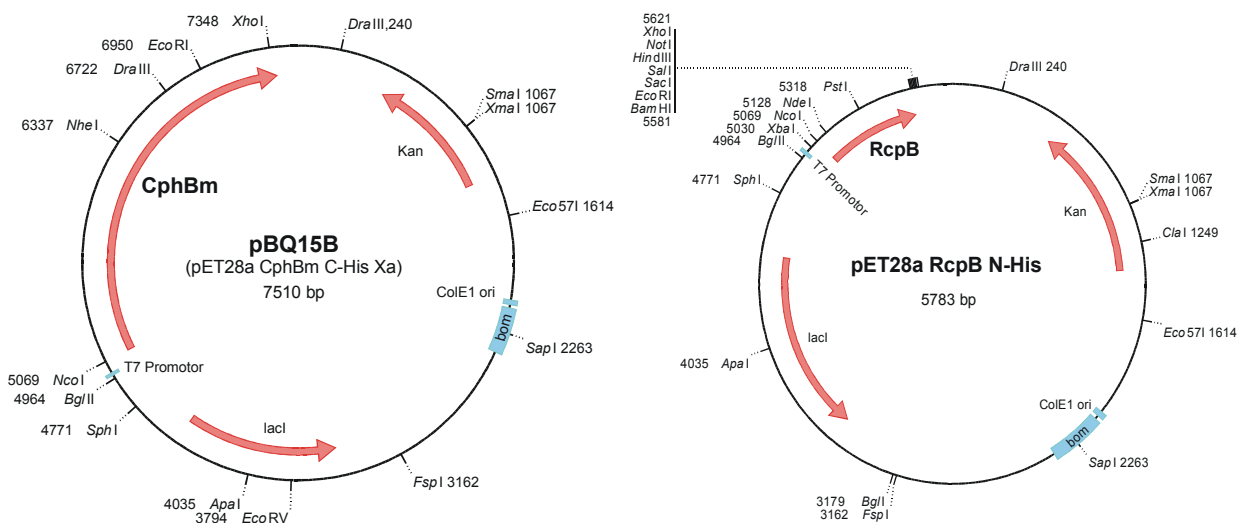 7348 XhoI
DraIII,240
6950 EcoRI
6722 DraIII
6337 NheI
SmaI 1067
XmaI 1067
Kan
CphBm
Eco57I 1614
pBQ15B
(pET28a CphBm C-His Xa)
7510 bp
ColE1 ori
bom
SapI 2263
T7 Promotor
5069 NcoI
4964 BglII
4771 SphI
lacI
FspI 3162
4035 ApaI
3794 EcoRV
5621
XhoI
NotI
HindIII
SalI
SacI
EcoRI
BamHI
5581
DraIII 240
PstI
5318 NdeI
5128 NcoI
5069 XbaI
5030 BglII
4964
RcpB
T7 Promotor
4771 SphI
Kan
SmaI 1067
XmaI 1067
ClaI 1249
pET28a RcpB N-His
5783 bp
Eco57I 1614
lacI
4035 ApaI
ColE1 ori
bom
SapI 2263
3179 BglI
3162 FspI